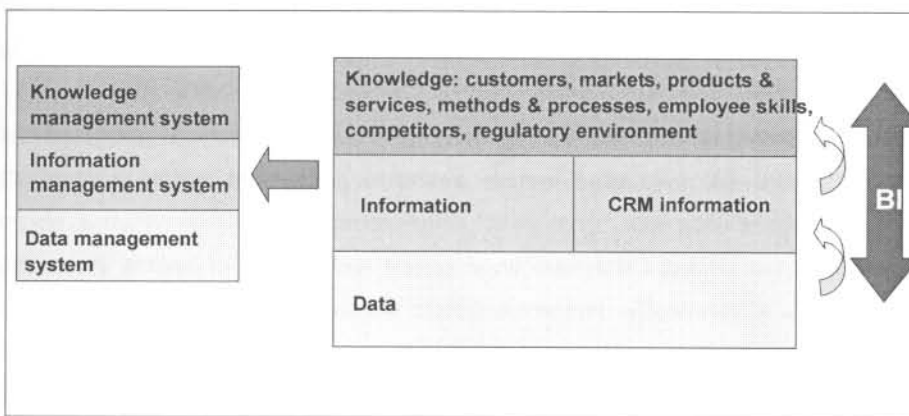 Knowledge
management system
Information
management system
Data management
system
Knowledge: customers, markets, products &
services, methods & processes, employee skills,
competitors, regulatory environment
Information
CRM information
Data
BI